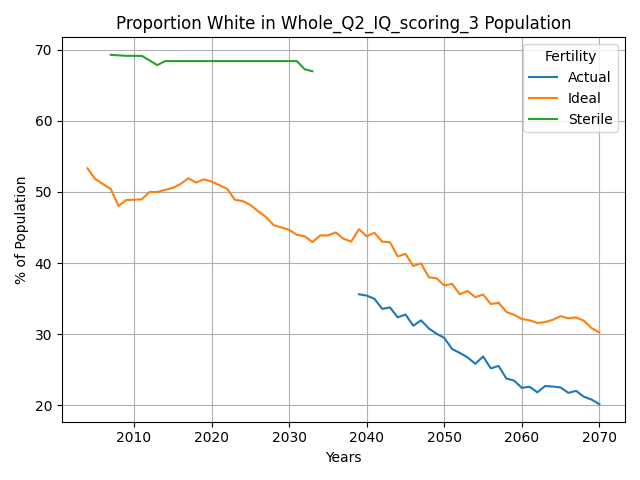 Proportion White in Whole_Q2_IQ_scoring_3 Population
Fertility
Actual
Ideal
Sterile
% of Population
70
60
50
40
30
20
2010 2020 2030 2040 2050 2060 2070
Years